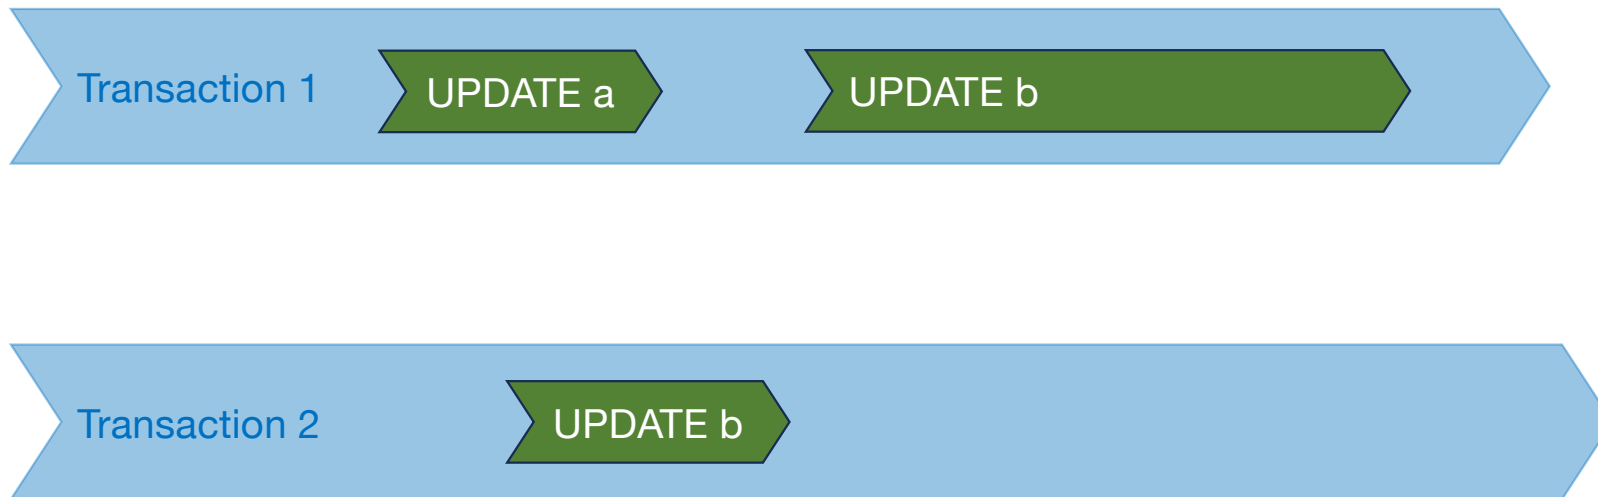 Transaction 1 UPDATE a UPDATE b
Transaction 2 UPDATE b